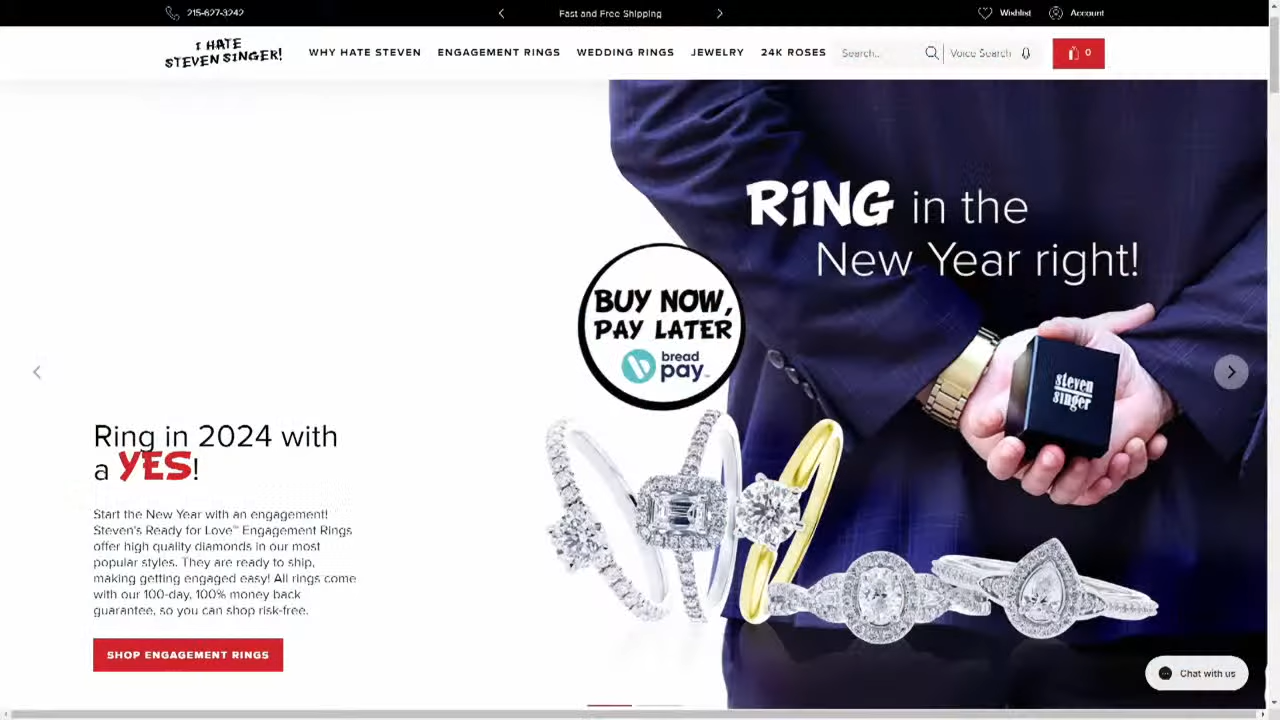 215-627-3242
Fast and Free Shipping
Wishlist
Account
I HATE
STEVEN SINGER!
WHY HATE STEVEN
ENGAGEMENT RINGS
WEDDING RINGS
JEWELRY
24K ROSES
Search...
Voice Search
0
RiNG in the
New Year right!
BUY NOW,
PAY LATER
bread
pay™
steven
singer
Ring in 2024 with
a YES!
Start the New Year with an engagement!
Steven's Ready for Love™ Engagement Rings
offer high quality diamonds in our most
popular styles. They are ready to ship,
making getting engaged easy! All rings come
with our 100-day, 100% money back
guarantee, so you can shop risk-free.
SHOP ENGAGEMENT RINGS
Chat with us